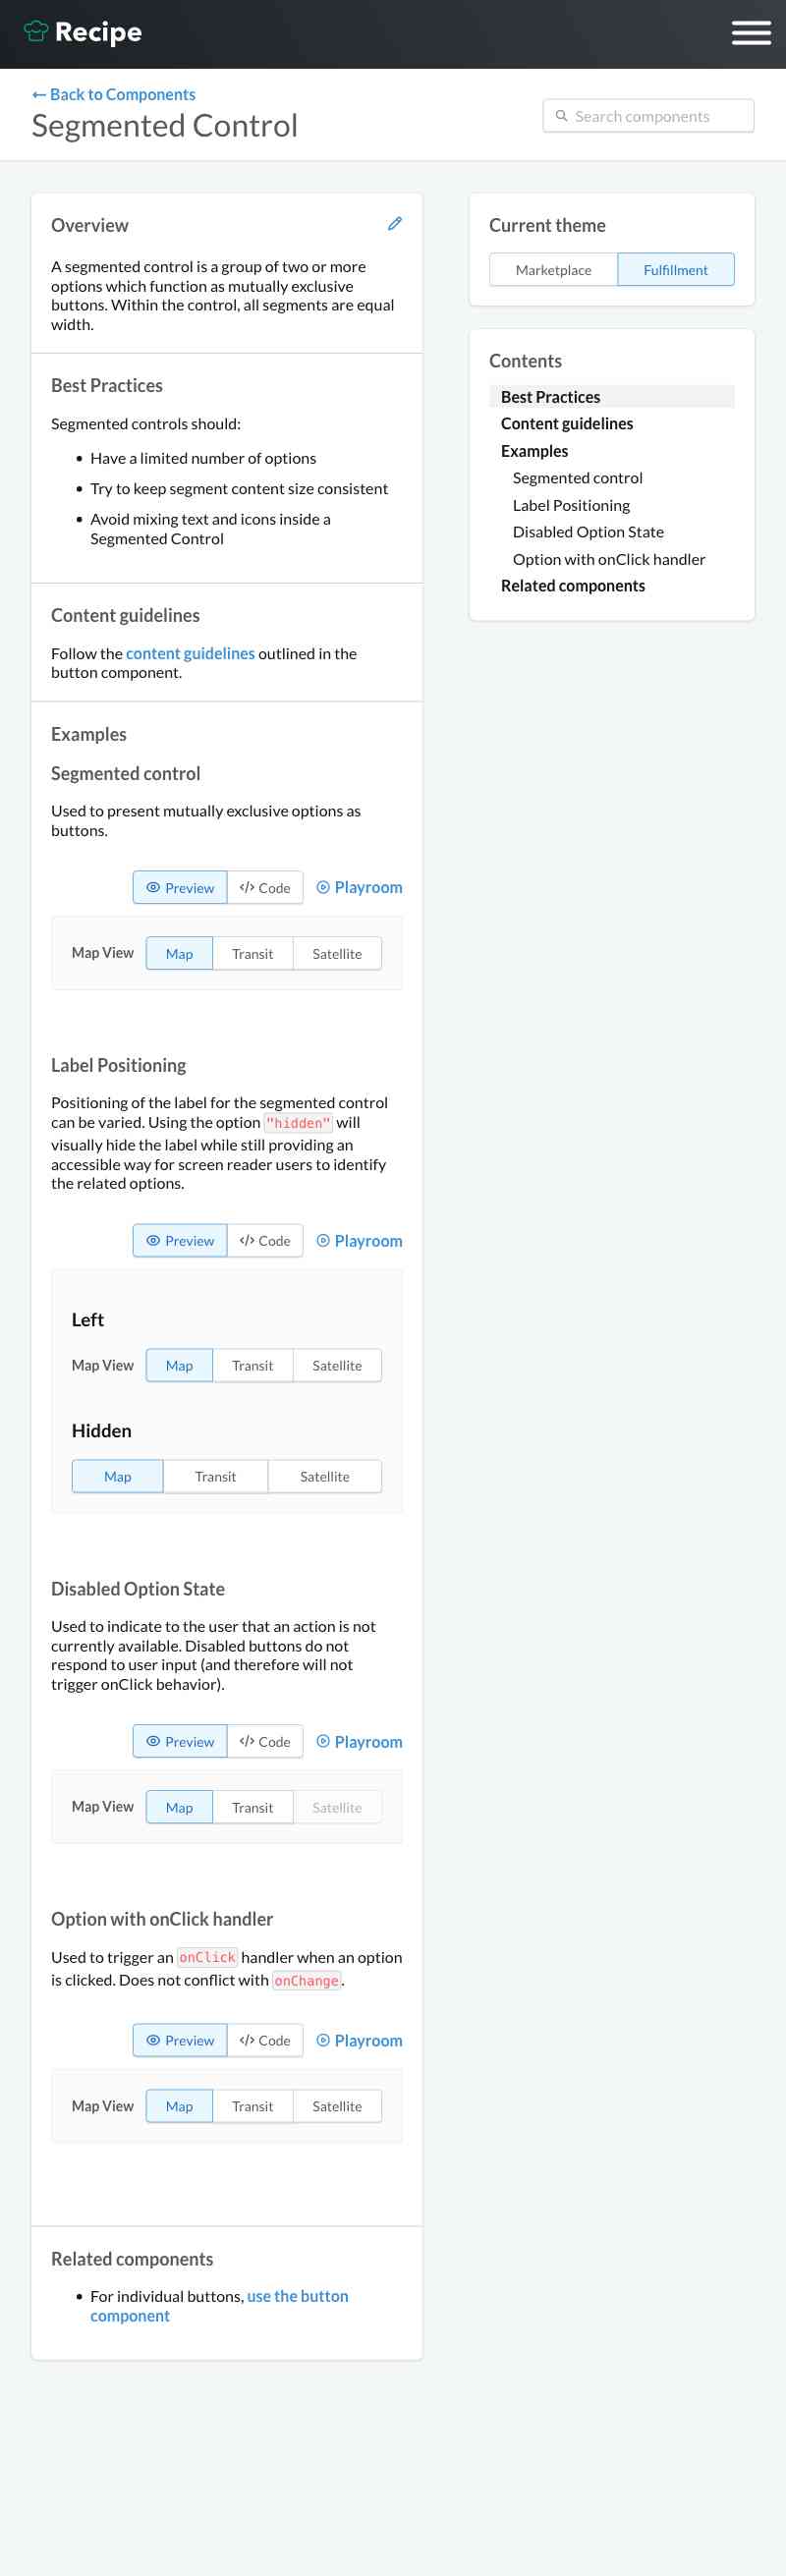 Recipe
← Back to Components
Segmented Control
Search components
Overview
A segmented control is a group of two or more
options which function as mutually exclusive
buttons. Within the control, all segments are equal
width.
Best Practices
Segmented controls should:
• Have a limited number of options
• Try to keep segment content size consistent
• Avoid mixing text and icons inside a
Segmented Control
Content guidelines
Follow the content guidelines outlined in the
button component.
Examples
Segmented control
Used to present mutually exclusive options as
buttons.
Preview </> Code Playroom
Map View Map Transit Satellite
Label Positioning
Positioning of the label for the segmented control
can be varied. Using the option "hidden" will
visually hide the label while still providing an
accessible way for screen reader users to identify
the related options.
Preview </> Code Playroom
Left
Map View Map Transit Satellite
Hidden
Map Transit Satellite
Disabled Option State
Used to indicate to the user that an action is not
currently available. Disabled buttons do not
respond to user input (and therefore will not
trigger onClick behavior).
Preview </> Code Playroom
Map View Map Transit Satellite
Option with onClick handler
Used to trigger an onClick handler when an option
is clicked. Does not conflict with onChange.
Preview </> Code Playroom
Map View Map Transit Satellite
Related components
• For individual buttons, use the button
component
Current theme
Marketplace Fulfillment
Contents
Best Practices
Content guidelines
Examples
Segmented control
Label Positioning
Disabled Option State
Option with onClick handler
Related components